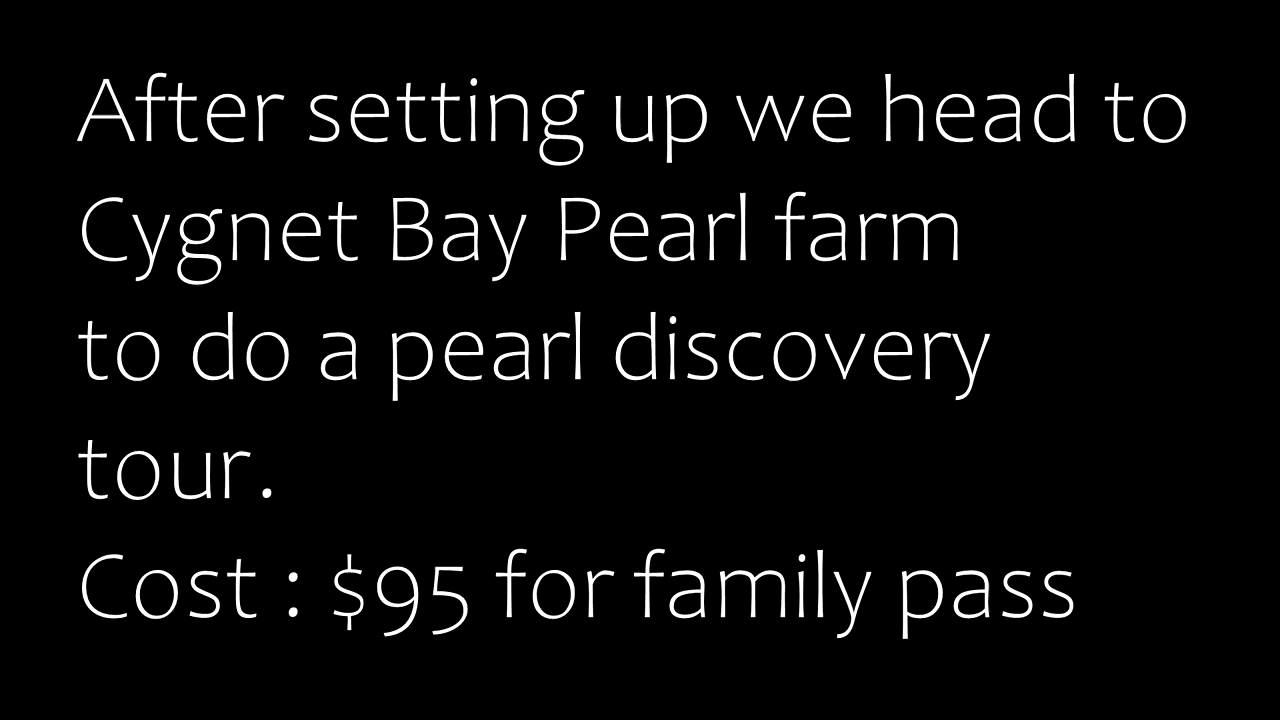 After setting up we head to
Cygnet Bay Pearl farm
to do a pearl discovery
tour.
Cost : $95 for family pass